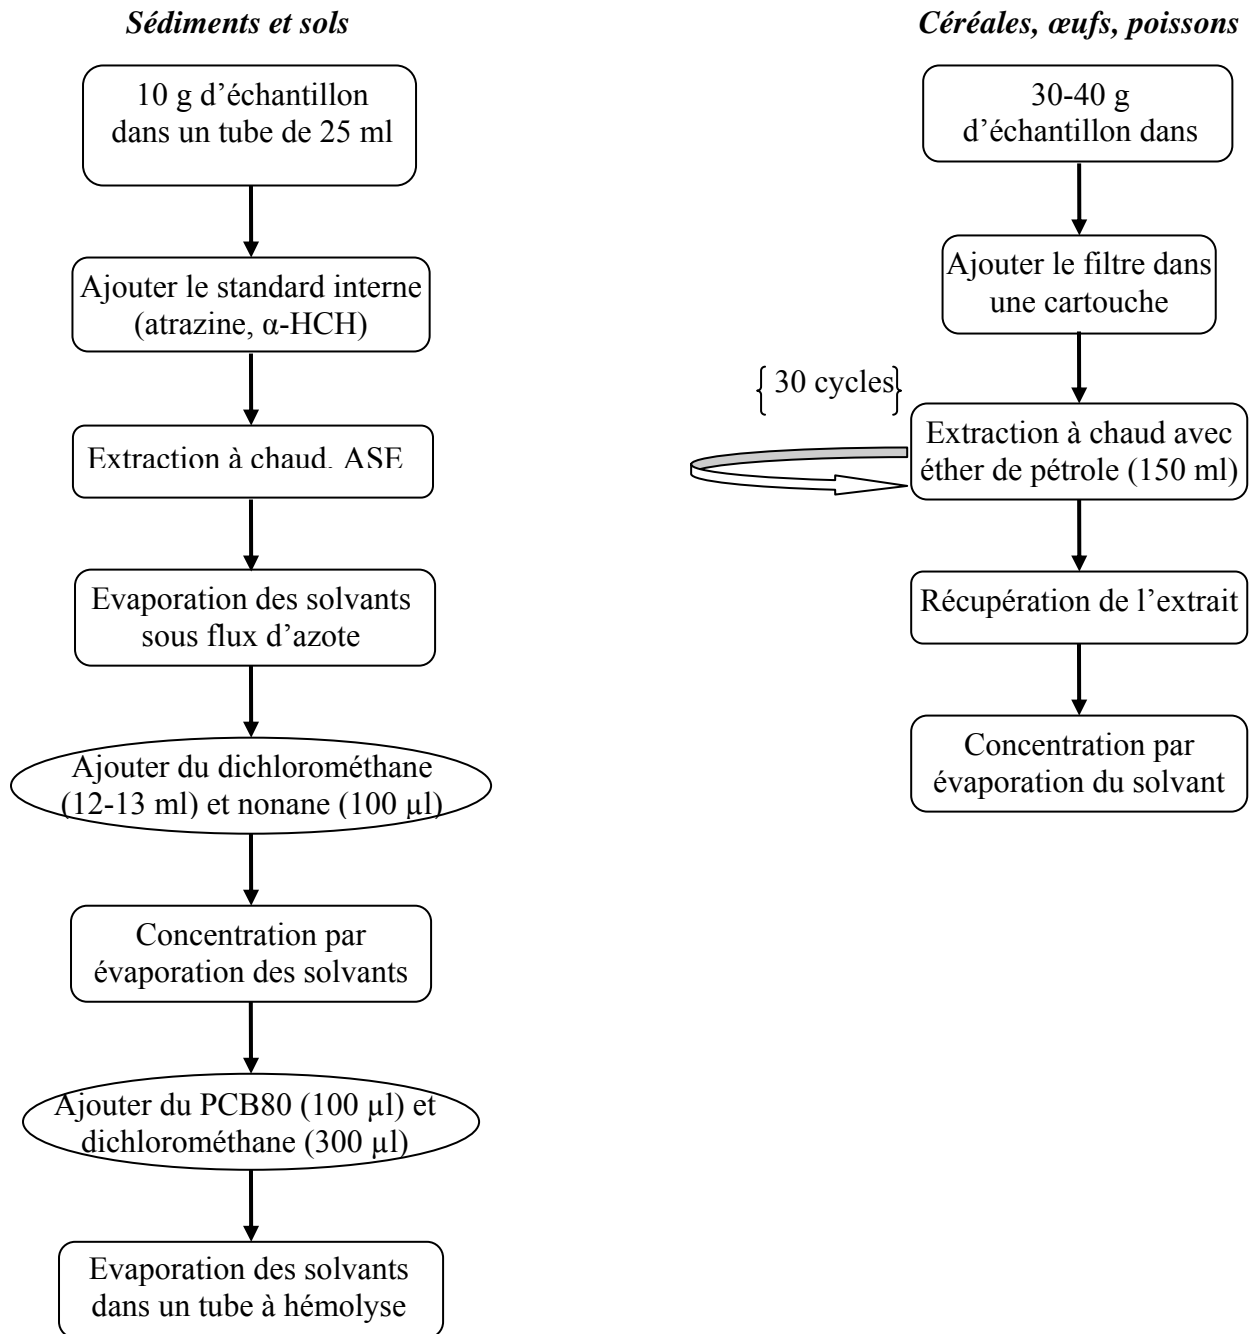 Sédiments et sols
10 g d’échantillon
dans un tube de 25 ml
Ajouter le standard interne
(atrazine, α-HCH)
Extraction à chaud, ASE
Evaporation des solvants
sous flux d’azote
Ajouter du dichlorométhane
(12-13 ml) et nonane (100 µl)
Concentration par
évaporation des solvants
Ajouter du PCB80 (100 µl) et
dichlorométhane (300 µl)
Evaporation des solvants
dans un tube à hémolyse
Céréales, œufs, poissons
30-40 g
d’échantillon dans
Ajouter le filtre dans
une cartouche
{ 30 cycles}
Extraction à chaud avec
éther de pétrole (150 ml)
Récupération de l’extrait
Concentration par
évaporation du solvant